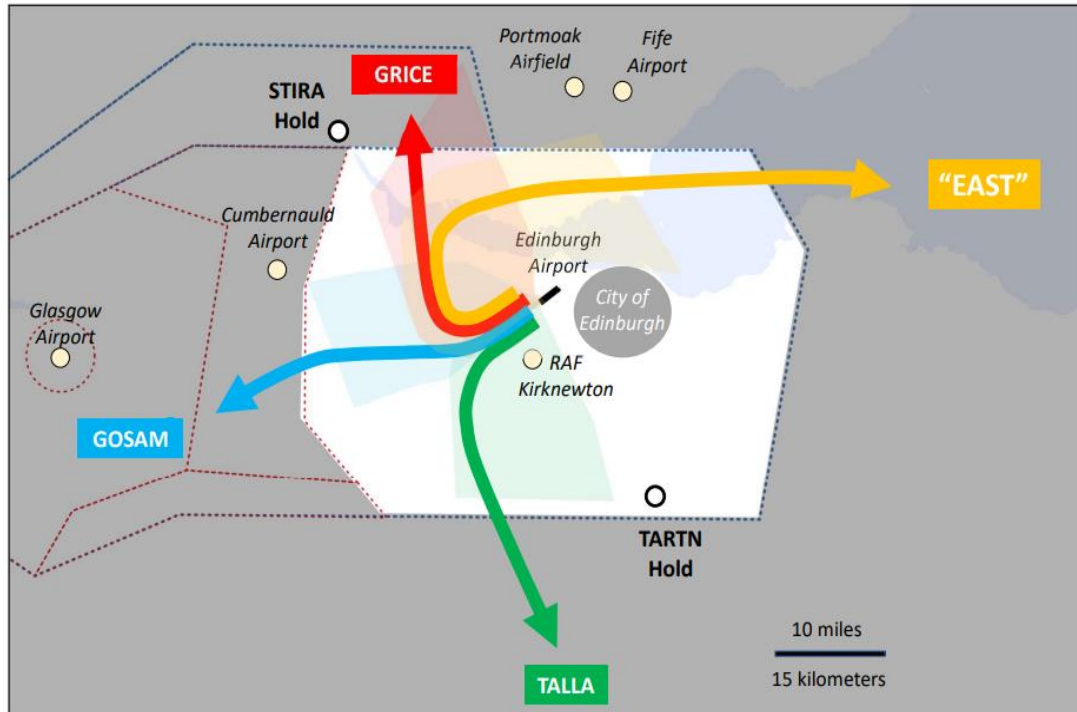 Portmoak
Airfield
Fife
Airport
GRICE
STIRA
Hold
“EAST”
Cumbernauld
Airport
Edinburgh
Airport
City of
Edinburgh
Glasgow
Airport
RAF
Kirknewton
GOSAM
TARTN
Hold
10 miles
15 kilometers
TALLA